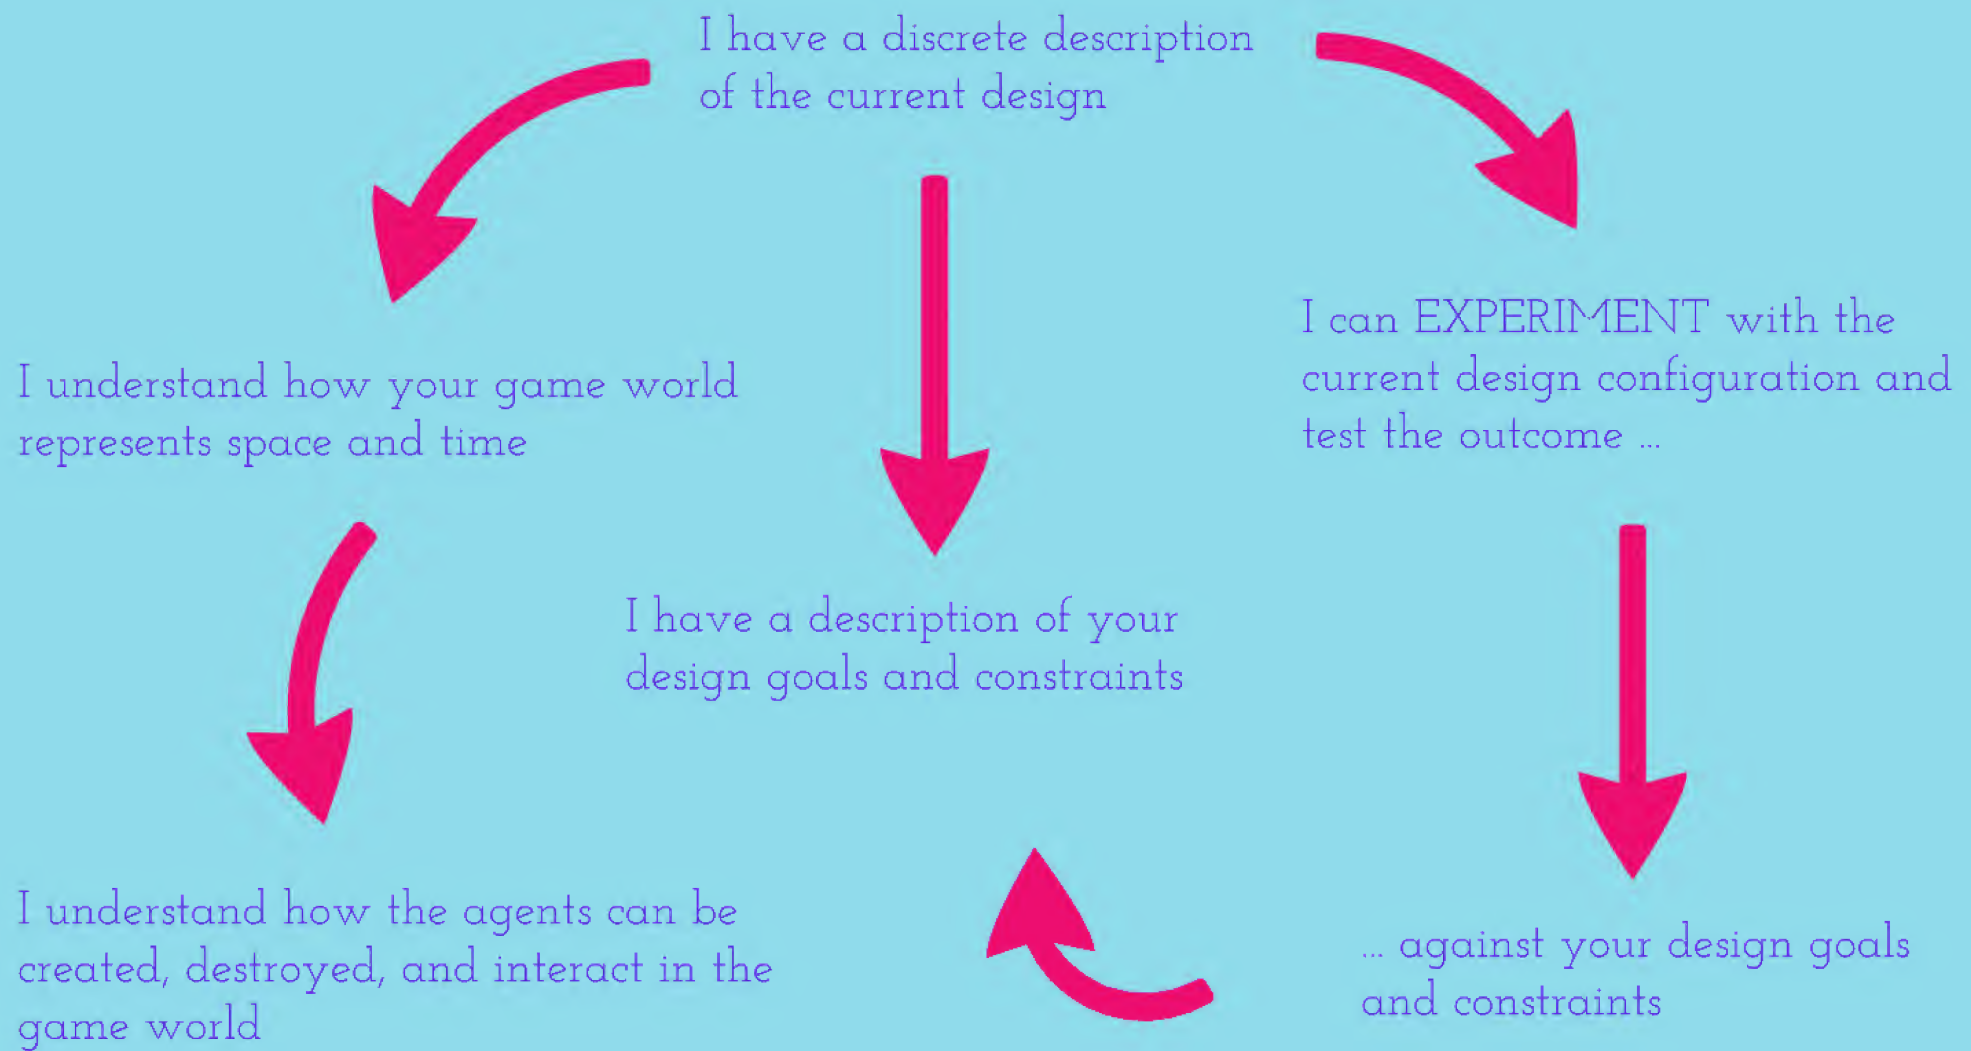 I have a discrete description
of the current design
I understand how your game world
represents space and time
I understand how the agents can be
created, destroyed, and interact in the
game world
I have a description of your
design goals and constraints
I can EXPERIMENT with the
current design configuration and
test the outcome ...
... against your design goals
and constraints